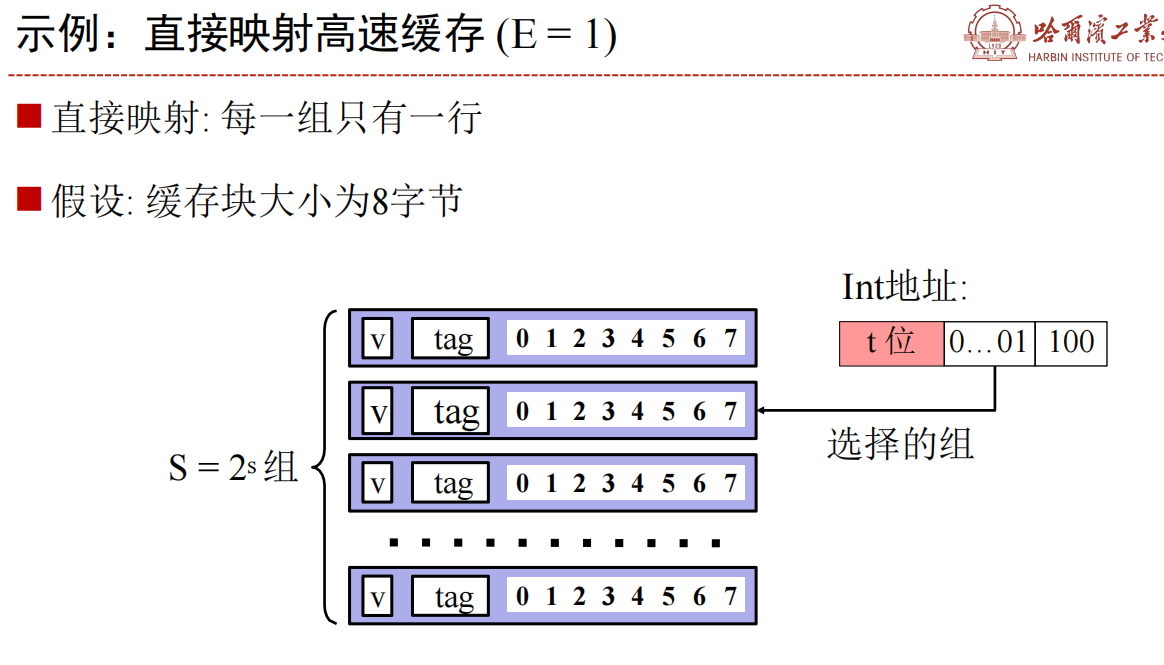 示例：直接映射高速缓存 (E = 1)
哈爾濱工業
1920
HIT
HARBIN INSTITUTE OF TEC
直接映射: 每一组只有一行
假设: 缓存块大小为8字节
Int地址:
t 位 0…01 100
v tag 0 1 2 3 4 5 6 7
v tag 0 1 2 3 4 5 6 7
选择的组
S = 2s 组
v tag 0 1 2 3 4 5 6 7
v tag 0 1 2 3 4 5 6 7